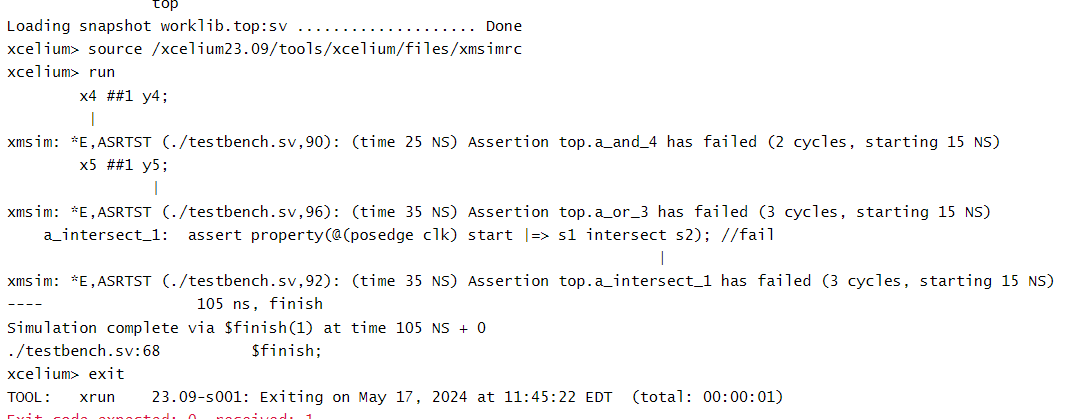 top
Loading snapshot worklib.top:sv .................... Done
xcelium> source /xcelium23.09/tools/xcelium/files/xmsimrc
xcelium> run
        x4 ##1 y4;
         |
xmsim: *E,ASRTST (./testbench.sv,90): (time 25 NS) Assertion top.a_and_4 has failed (2 cycles, starting 15 NS)
        x5 ##1 y5;
                |
xmsim: *E,ASRTST (./testbench.sv,96): (time 35 NS) Assertion top.a_or_3 has failed (3 cycles, starting 15 NS)
    a_intersect_1:  assert property(@(posedge clk) start |=> s1 intersect s2); //fail
                                                                         |
xmsim: *E,ASRTST (./testbench.sv,92): (time 35 NS) Assertion top.a_intersect_1 has failed (3 cycles, starting 15 NS)
----                 105 ns, finish
Simulation complete via $finish(1) at time 105 NS + 0
./testbench.sv:68          $finish;
xcelium> exit
TOOL:   xrun    23.09-s001: Exiting on May 17, 2024 at 11:45:22 EDT  (total: 00:00:01)
Exit code expected: 0, received: 1